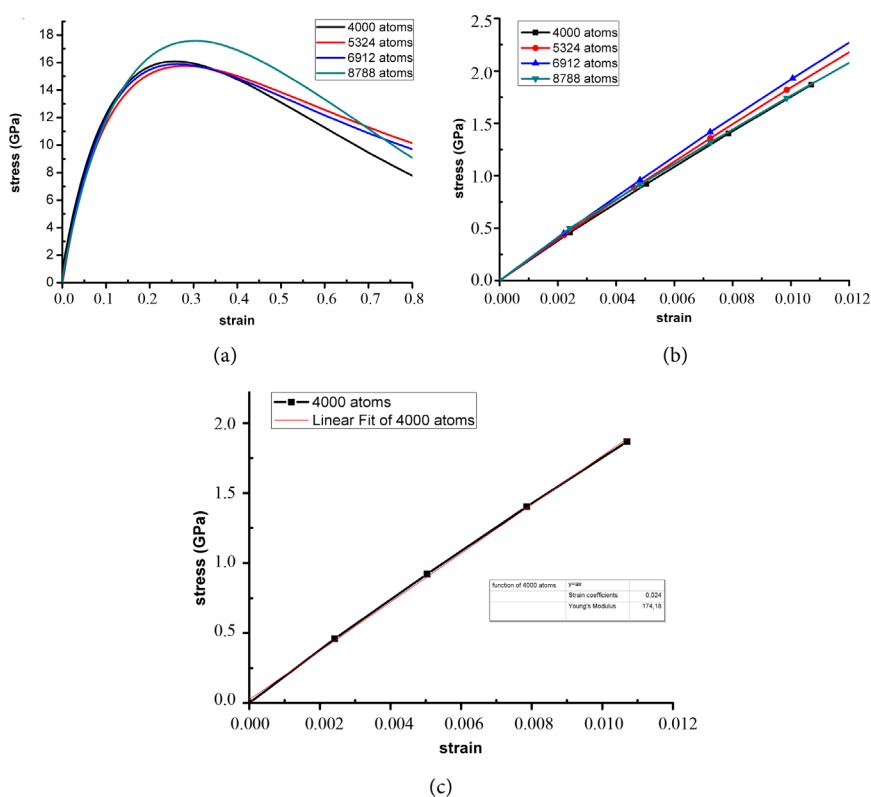 4000 atoms
5324 atoms
6912 atoms
8788 atoms
18
16
14
12
10
8
6
4
2
0
stress (GPa)
0.0 0.1 0.2 0.3 0.4 0.5 0.6 0.7 0.8
strain
(a)
4000 atoms
5324 atoms
6912 atoms
8788 atoms
2.5
2.0
1.5
1.0
0.5
0.0
stress (GPa)
0.000 0.002 0.004 0.006 0.008 0.010 0.012
strain
(b)
4000 atoms
Linear Fit of 4000 atoms
2.0
1.5
1.0
0.5
0.0
stress (GPa)
function of 4000 atoms y=ax
Strain coefficients 0,024
Young's Modulus 174,18
0.000 0.002 0.004 0.006 0.008 0.010 0.012
strain
(c)